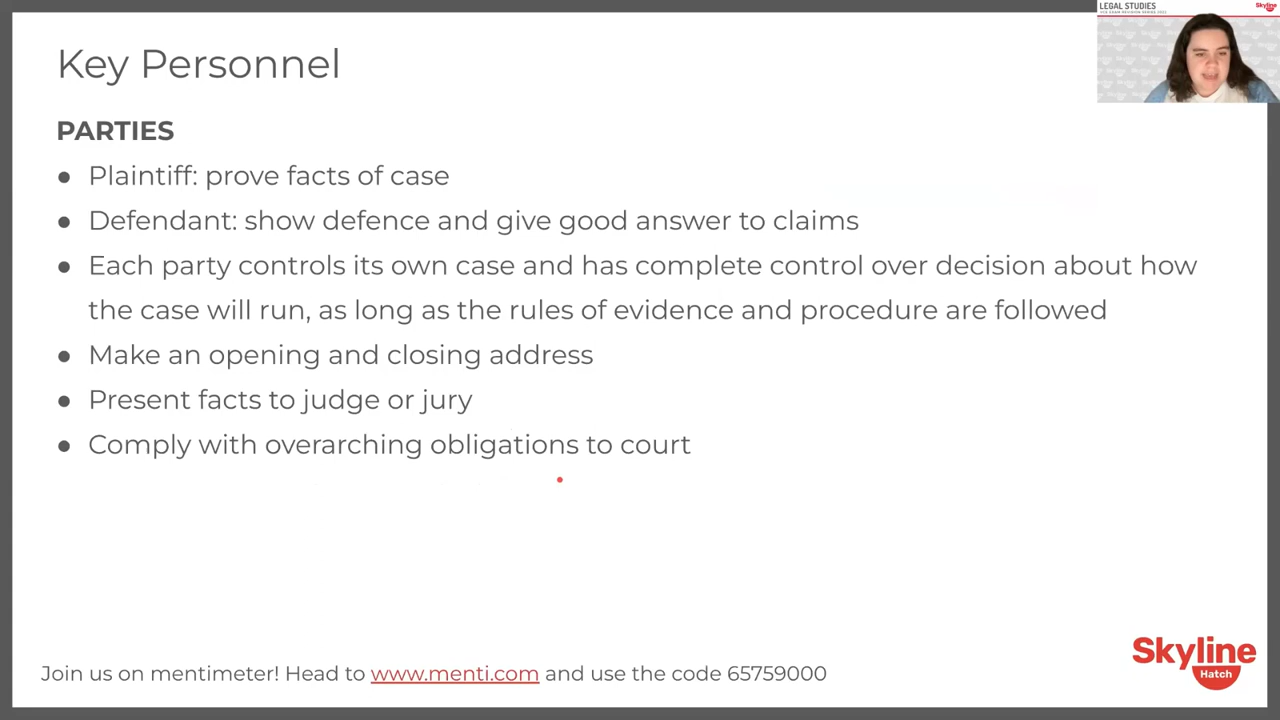 LEGAL STUDIES
Skyline
Key Personnel
PARTIES
● Plaintiff: prove facts of case
● Defendant: show defence and give good answer to claims
● Each party controls its own case and has complete control over decision about how
the case will run, as long as the rules of evidence and procedure are followed
● Make an opening and closing address
● Present facts to judge or jury
● Comply with overarching obligations to court
Join us on mentimeter! Head to www.menti.com and use the code 65759000
Skyline
Hatch